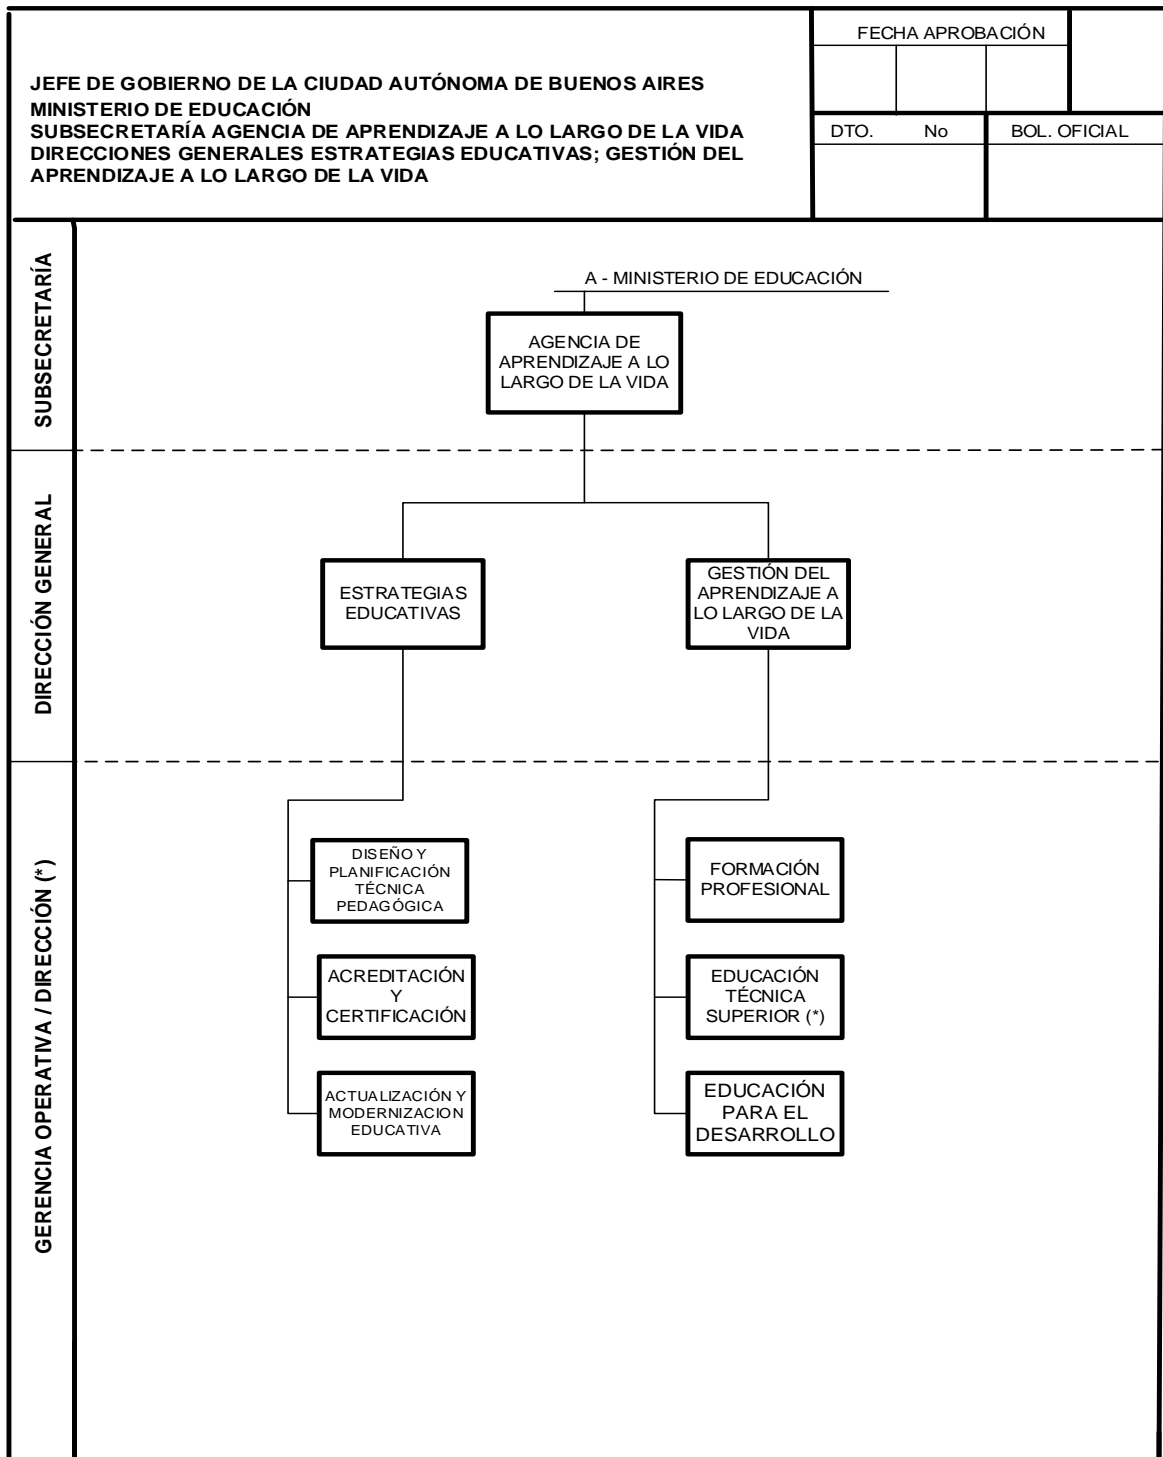 JEFE DE GOBIERNO DE LA CIUDAD AUTÓNOMA DE BUENOS AIRES
MINISTERIO DE EDUCACIÓN
SUBSECRETARÍA AGENCIA DE APRENDIZAJE A LO LARGO DE LA VIDA
DIRECCIONES GENERALES ESTRATEGIAS EDUCATIVAS; GESTIÓN DEL
APRENDIZAJE A LO LARGO DE LA VIDA
FECHA APROBACIÓN
DTO. No
BOL. OFICIAL
SUBSECRETARÍA
A - MINISTERIO DE EDUCACIÓN
AGENCIA DE
APRENDIZAJE A LO
LARGO DE LA VIDA
DIRECCIÓN GENERAL
ESTRATEGIAS
EDUCATIVAS
GESTIÓN DEL
APRENDIZAJE A
LO LARGO DE LA
VIDA
GERENCIA OPERATIVA / DIRECCIÓN (*)
DISEÑO Y
PLANIFICACIÓN
TÉCNICA
PEDAGÓGICA
ACREDITACIÓN
Y
CERTIFICACIÓN
ACTUALIZACIÓN Y
MODERNIZACION
EDUCATIVA
FORMACIÓN
PROFESIONAL
EDUCACIÓN
TÉCNICA
SUPERIOR (*)
EDUCACIÓN
PARA EL
DESARROLLO